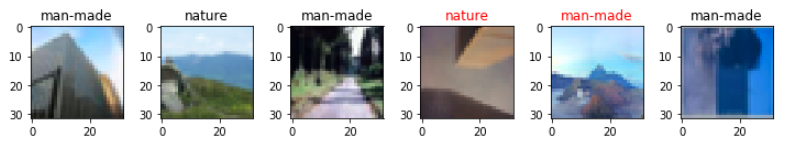 man-made nature man-made nature man-made man-made
0 0 0 0 0 0
10 10 10 10 10 10
20 20 20 20 20 20
30 30 30 30 30 30
0 20 0 20 0 20 0 20 0 20 0 20